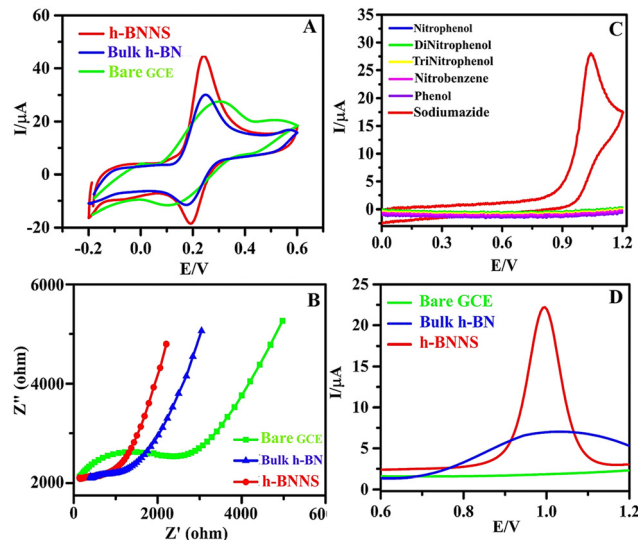 A
h-BNNS
Bulk h-BN
Bare GCE
I/μA
60
40
20
0
-20
-0.2
0.0
0.2
0.4
0.6
E/V
C
Nitrophenol
DiNitrophenol
TriNitrophenol
Nitrobenzene
Phenol
Sodiumazide
I/μA
35
30
25
20
15
10
5
0
0.0
0.3
0.6
0.9
1.2
E/V
B
Z" (ohm)
6000
4000
2000
Bare GCE
Bulk h-BN
h-BNNS
0
2000
4000
600
Z' (ohm)
D
Bare GCE
Bulk h-BN
h-BNNS
I/μA
25
20
15
10
5
0
0.6
0.8
1.0
1.2
E/V